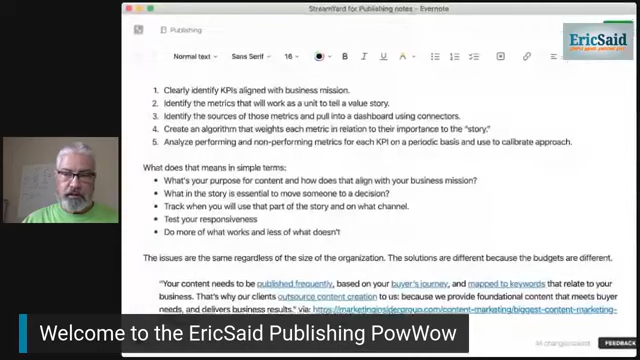 StreamYard for Publishing notes - Evernote
Publishing
EricSaid
Normal text
Sans Serif
16
1. Clearly identify KPIs aligned with business mission.
2. Identify the metrics that will work as a unit to tell a value story.
3. Identify the sources of those metrics and pull into a dashboard using connectors.
4. Create an algorithm that weights each metric in relation to their importance to the “story.”
5. Analyze performing and non-performing metrics for each KPI on a periodic basis and use to calibrate approach.
What does that means in simple terms:
• What's your purpose for content and how does that align with your business mission?
• What in the story is essential to move someone to a decision?
• Track when you will use that part of the story and on what channel.
• Test your responsiveness
• Do more of what works and less of what doesn't
The issues are the same regardless of the size of the organization. The solutions are different because the budgets are different.
“Your content needs to be published frequently, based on your buyer's journey, and mapped to keywords that relate to your
business. That's why our clients outsource content creation to us: because we provide foundational content that meets buyer
needs, and delivers business results.” via: https://marketinginsidergroup.com/content-marketing/biggest-content-marketing-
Welcome to the EricSaid Publishing PowWow
FEEDBACK